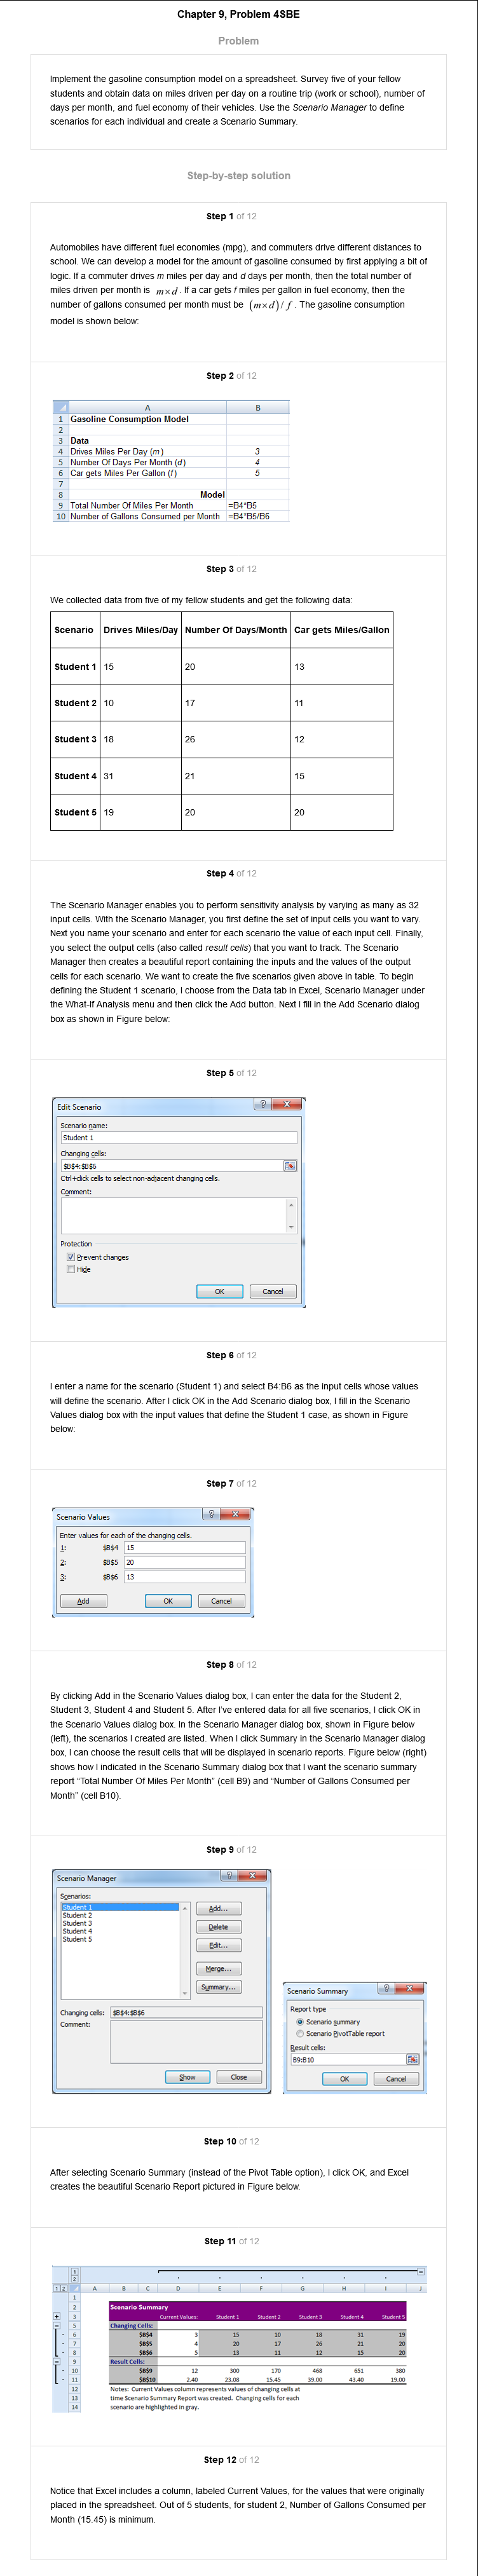 Chapter 9, Problem 4SBE
Problem
Implement the gasoline consumption model on a spreadsheet. Survey five of your fellow
students and obtain data on miles driven per day on a routine trip (work or school), number of
days per month, and fuel economy of their vehicles. Use the Scenario Manager to define
scenarios for each individual and create a Scenario Summary.
Step-by-step solution
Step 1 of 12
Automobiles have different fuel economies (mpg), and commuters drive different distances to
school. We can develop a model for the amount of gasoline consumed by first applying a bit of
logic. If a commuter drives m miles per day and d days per month, then the total number of
miles driven per month is m×d. If a car gets f miles per gallon in fuel economy, then the
number of gallons consumed per month must be (m×d)/ f . The gasoline consumption
model is shown below:
Step 2 of 12
A B
1 Gasoline Consumption Model
2
3 Data
4 Drives Miles Per Day (m) 3
5 Number Of Days Per Month (d) 4
6 Car gets Miles Per Gallon (f) 5
7
8 Model
9 Total Number Of Miles Per Month =B4*B5
10 Number of Gallons Consumed per Month =B4*B5/B6
Step 3 of 12
We collected data from five of my fellow students and get the following data:
Scenario Drives Miles/Day Number Of Days/Month Car gets Miles/Gallon
Student 1 15 20 13
Student 2 10 17 11
Student 3 18 26 12
Student 4 31 21 15
Student 5 19 20 20
Step 4 of 12
The Scenario Manager enables you to perform sensitivity analysis by varying as many as 32
input cells. With the Scenario Manager, you first define the set of input cells you want to vary.
Next you name your scenario and enter for each scenario the value of each input cell. Finally,
you select the output cells (also called result cells) that you want to track. The Scenario
Manager then creates a beautiful report containing the inputs and the values of the output
cells for each scenario. We want to create the five scenarios given above in table. To begin
defining the Student 1 scenario, I choose from the Data tab in Excel, Scenario Manager under
the What-If Analysis menu and then click the Add button. Next I fill in the Add Scenario dialog
box as shown in Figure below:
Step 5 of 12
Edit Scenario
Scenario name:
Student 1
Changing cells:
$B$4:$B$6
Ctrl+click cells to select non-adjacent changing cells.
Comment:
Protection
Prevent changes
Hide
OK Cancel
Step 6 of 12
I enter a name for the scenario (Student 1) and select B4:B6 as the input cells whose values
will define the scenario. After I click OK in the Add Scenario dialog box, I fill in the Scenario
Values dialog box with the input values that define the Student 1 case, as shown in Figure
below:
Step 7 of 12
Scenario Values
Enter values for each of the changing cells.
1: $B$4 15
2: $B$5 20
3: $B$6 13
Add OK Cancel
Step 8 of 12
By clicking Add in the Scenario Values dialog box, I can enter the data for the Student 2,
Student 3, Student 4 and Student 5. After I've entered data for all five scenarios, I click OK in
the Scenario Values dialog box. In the Scenario Manager dialog box, shown in Figure below
(left), the scenarios I created are listed. When I click Summary in the Scenario Manager dialog
box, I can choose the result cells that will be displayed in scenario reports. Figure below (right)
shows how I indicated in the Scenario Summary dialog box that I want the scenario summary
report "Total Number Of Miles Per Month" (cell B9) and "Number of Gallons Consumed per
Month" (cell B10).
Step 9 of 12
Scenario Manager
Scenarios:
Student 1
Student 2
Student 3
Student 4
Student 5
Add...
Delete
Edit...
Merge...
Summary...
Changing cells: $B$4:$B$6
Comment:
Show Close
Scenario Summary
Report type
Scenario summary
Scenario PivotTable report
Result cells:
B9:B10
OK Cancel
Step 10 of 12
After selecting Scenario Summary (instead of the Pivot Table option), I click OK, and Excel
creates the beautiful Scenario Report pictured in Figure below.
Step 11 of 12
1
2
1 2 A B C D E F G H I J
1
2 Scenario Summary
3 Current Values: Student 1 Student 2 Student 3 Student 4 Student 5
5 Changing Cells:
6 $B$4 3 15 10 18 31 19
7 $B$5 4 20 17 26 21 20
8 $B$6 5 13 11 12 15 20
9 Result Cells:
10 $B$9 12 300 170 468 651 380
11 $B$10 2.40 23.08 15.45 39.00 43.40 19.00
12 Notes: Current Values column represents values of changing cells at
13 time Scenario Summary Report was created. Changing cells for each
14 scenario are highlighted in gray.
Step 12 of 12
Notice that Excel includes a column, labeled Current Values, for the values that were originally
placed in the spreadsheet. Out of 5 students, for student 2, Number of Gallons Consumed per
Month (15.45) is minimum.